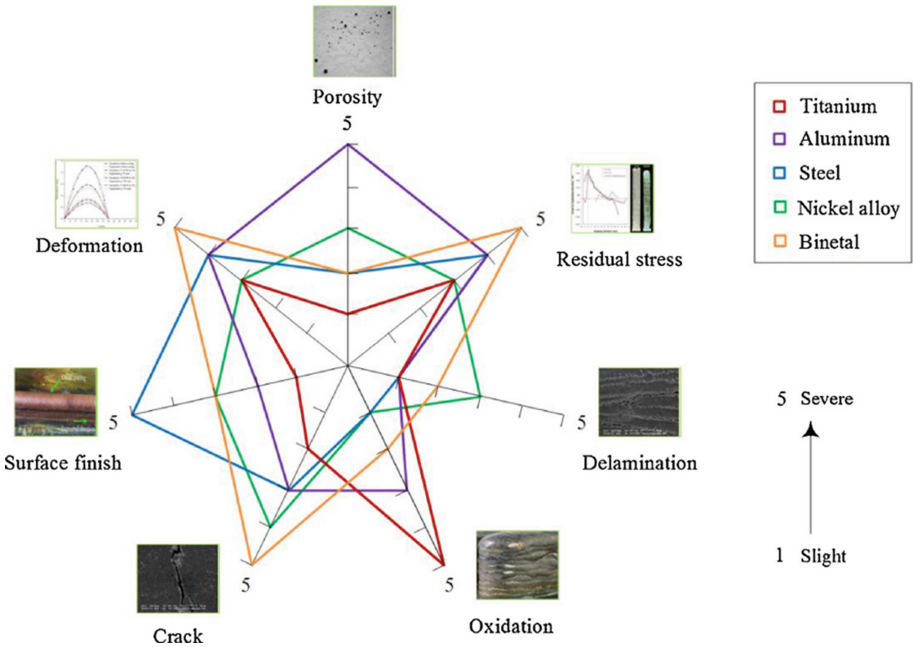 Porosity
5
5
5
Deformation
Residual stress
Titanium
Aluminum
Steel
Nickel alloy
Binetal
5
5
Surface finish
Delamination
5 Severe
1 Slight
5
5
Crack
Oxidation